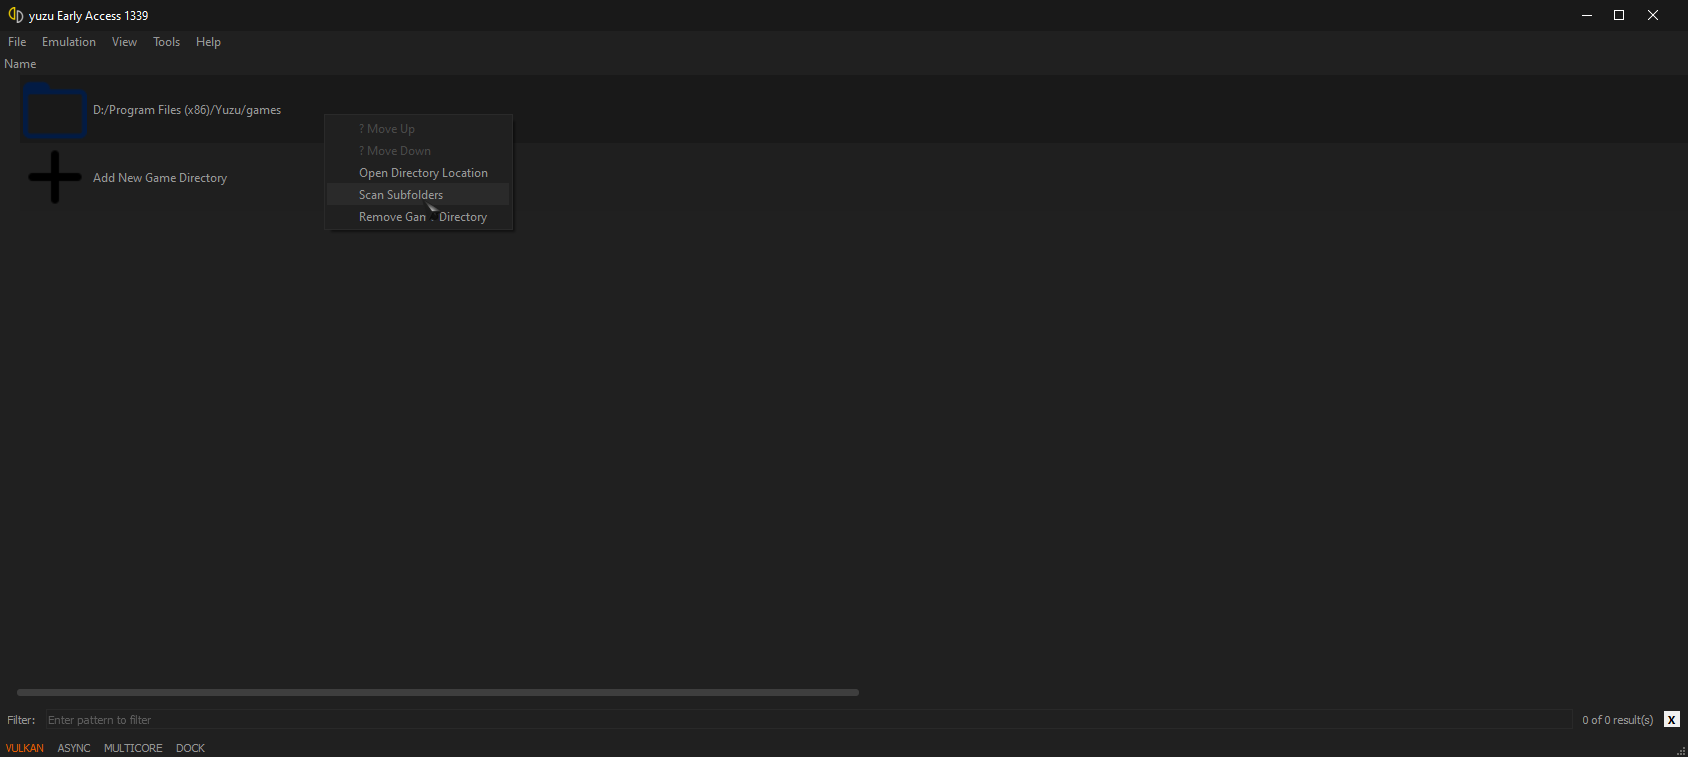 yuzu Early Access 1339
File Emulation View Tools Help
Name
D:/Program Files (x86)/Yuzu/games
? Move Up
? Move Down
Open Directory Location
Scan Subfolders
Remove Gan Directory
Add New Game Directory
Filter: Enter pattern to filter 0 of 0 result(s) X
VULKAN ASYNC MULTICORE DOCK